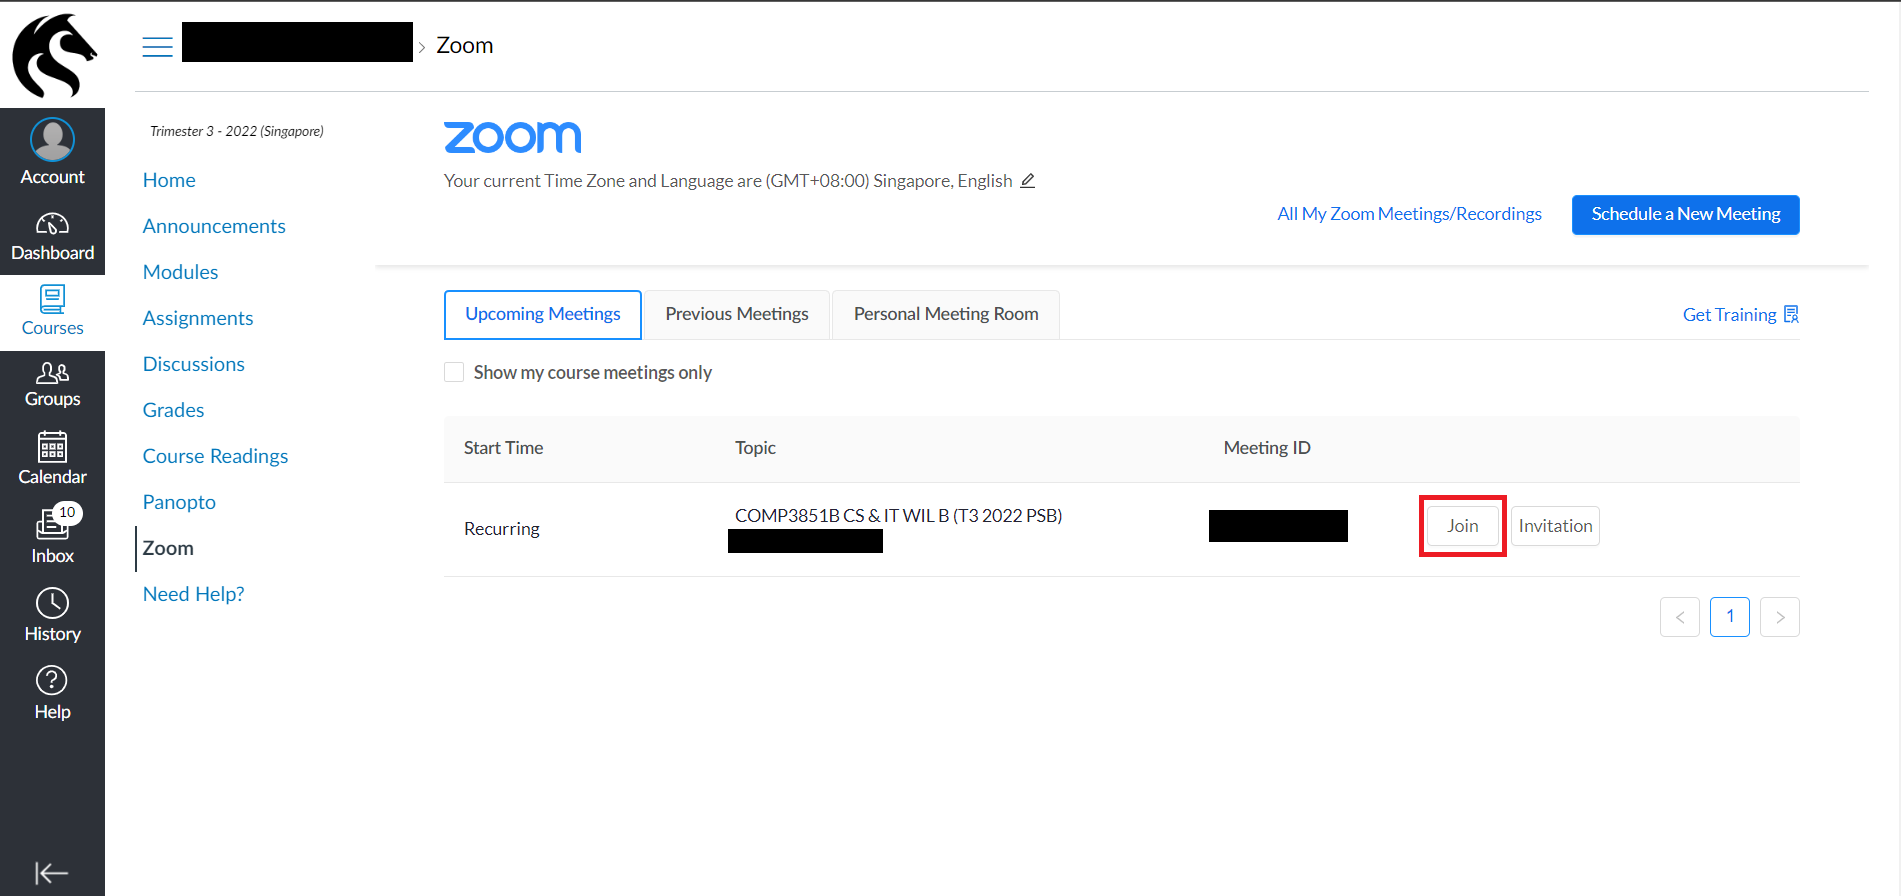 Zoom
Account
Dashboard
Courses
Groups
Calendar
10
Inbox
History
Help
Trimester 3 - 2022 (Singapore)
Home
Announcements
Modules
Assignments
Discussions
Grades
Course Readings
Panopto
Zoom
Need Help?
zoom
Your current Time Zone and Language are (GMT+08:00) Singapore, English
All My Zoom Meetings/Recordings
Schedule a New Meeting
Upcoming Meetings
Previous Meetings
Personal Meeting Room
Get Training
Show my course meetings only
Start Time Topic Meeting ID
Recurring COMP3851B CS & IT WIL B (T3 2022 PSB) Join Invitation
< 1 >